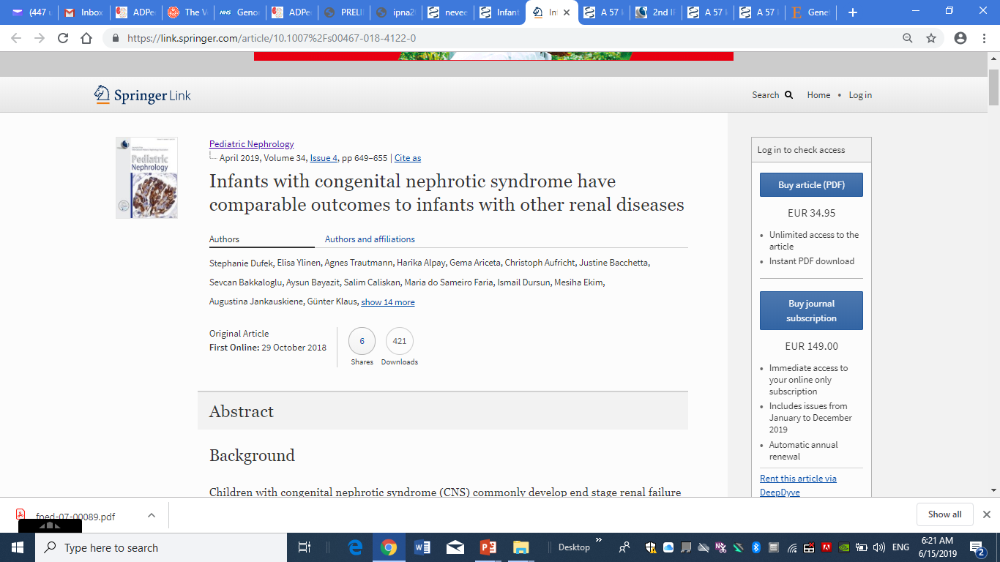 (447 u
Inbox
ADPe
The V
Genor
ADPe
PRELI
ipna2
neve
Infant
In
A 57 
2nd I
A 57 
A 57 
Genet
https://link.springer.com/article/10.1007%2Fs00467-018-4122-0
Springer Link
Search
Home • Log in
Pediatric Nephrology
Pediatric Nephrology
April 2019, Volume 34, Issue 4, pp 649–655 | Cite as
Infants with congenital nephrotic syndrome have
comparable outcomes to infants with other renal diseases
Authors
Authors and affiliations
Stephanie Dufek, Elisa Ylinen, Agnes Trautmann, Harika Alpay, Gema Ariceta, Christoph Aufricht, Justine Bacchetta,
Sevcan Bakkaloglu, Aysun Bayazit, Salim Caliskan, Maria do Sameiro Faria, Ismail Dursun, Mesiha Ekim,
Augustina Jankauskiene, Günter Klaus, show 14 more
Original Article
First Online: 29 October 2018
6
Shares
421
Downloads
Abstract
Background
Children with congenital nephrotic syndrome (CNS) commonly develop end stage renal failure
Log in to check access
Buy article (PDF)
EUR 34.95
• Unlimited access to the
article
• Instant PDF download
Buy journal
subscription
EUR 149.00
• Immediate access to
your online only
subscription
• Includes issues from
January to December
2019
• Automatic annual
renewal
Rent this article via
DeepDyve
fped-07-00089.pdf
Show all
Type here to search
Desktop
ENG
6:21 AM
6/15/2019
2